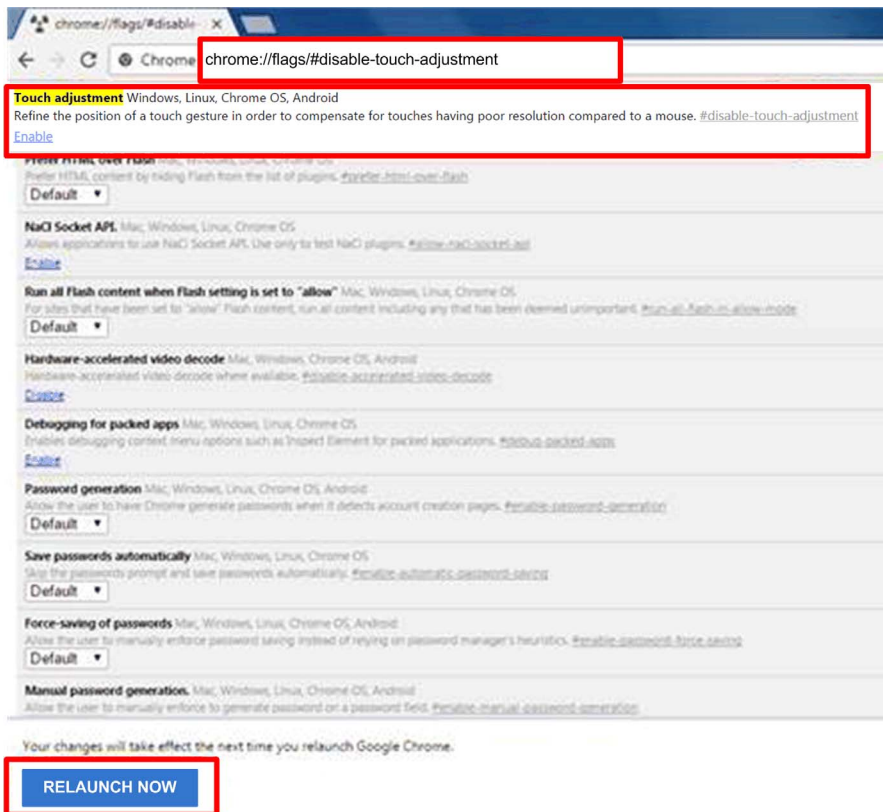 chrome://flags/#disable-
Chrome chrome://flags/#disable-touch-adjustment
Touch adjustment Windows, Linux, Chrome OS, Android
Refine the position of a touch gesture in order to compensate for touches having poor resolution compared to a mouse. #disable-touch-adjustment
Enable
Prefer HTML over Flash Mac, Windows, Linux, Chrome OS
Prefer HTML content by hiding Flash from the list of plugins. #prefer-html-over-flash
Default
NaCl Socket API. Mac, Windows, Linux, Chrome OS
Allows applications to use NaCl Socket API. Use only to test NaCl plugins. #allow-nacl-socket-api
Enable
Run all Flash content when Flash setting is set to "allow" Mac, Windows, Linux, Chrome OS
For sites that have been set to "allow" Flash content, run all content including any that has been deemed unimportant. #run-all-flash-in-allow-mode
Default
Hardware-accelerated video decode Mac, Windows, Chrome OS, Android
Hardware-accelerated video decode where available. #disable-accelerated-video-decode
Disable
Debugging for packed apps Mac, Windows, Linux, Chrome OS
Enables debugging context menu options such as Inspect Element for packed applications. #debug-packed-apps
Enable
Password generation Mac, Windows, Linux, Chrome OS, Android
Allow the user to have Chrome generate passwords when it detects account creation pages. #enable-password-generation
Default
Save passwords automatically Mac, Windows, Linux, Chrome OS
Skip the passwords prompt and save passwords automatically. #enable-automatic-password-saving
Default
Force-saving of passwords Mac, Windows, Linux, Chrome OS, Android
Allow the user to manually enforce password saving instead of relying on password manager's heuristics. #enable-password-force-saving
Default
Manual password generation. Mac, Windows, Linux, Chrome OS, Android
Allow the user to manually enforce to generate password on a password field. #enable-manual-password-generation
Your changes will take effect the next time you relaunch Google Chrome.
RELAUNCH NOW